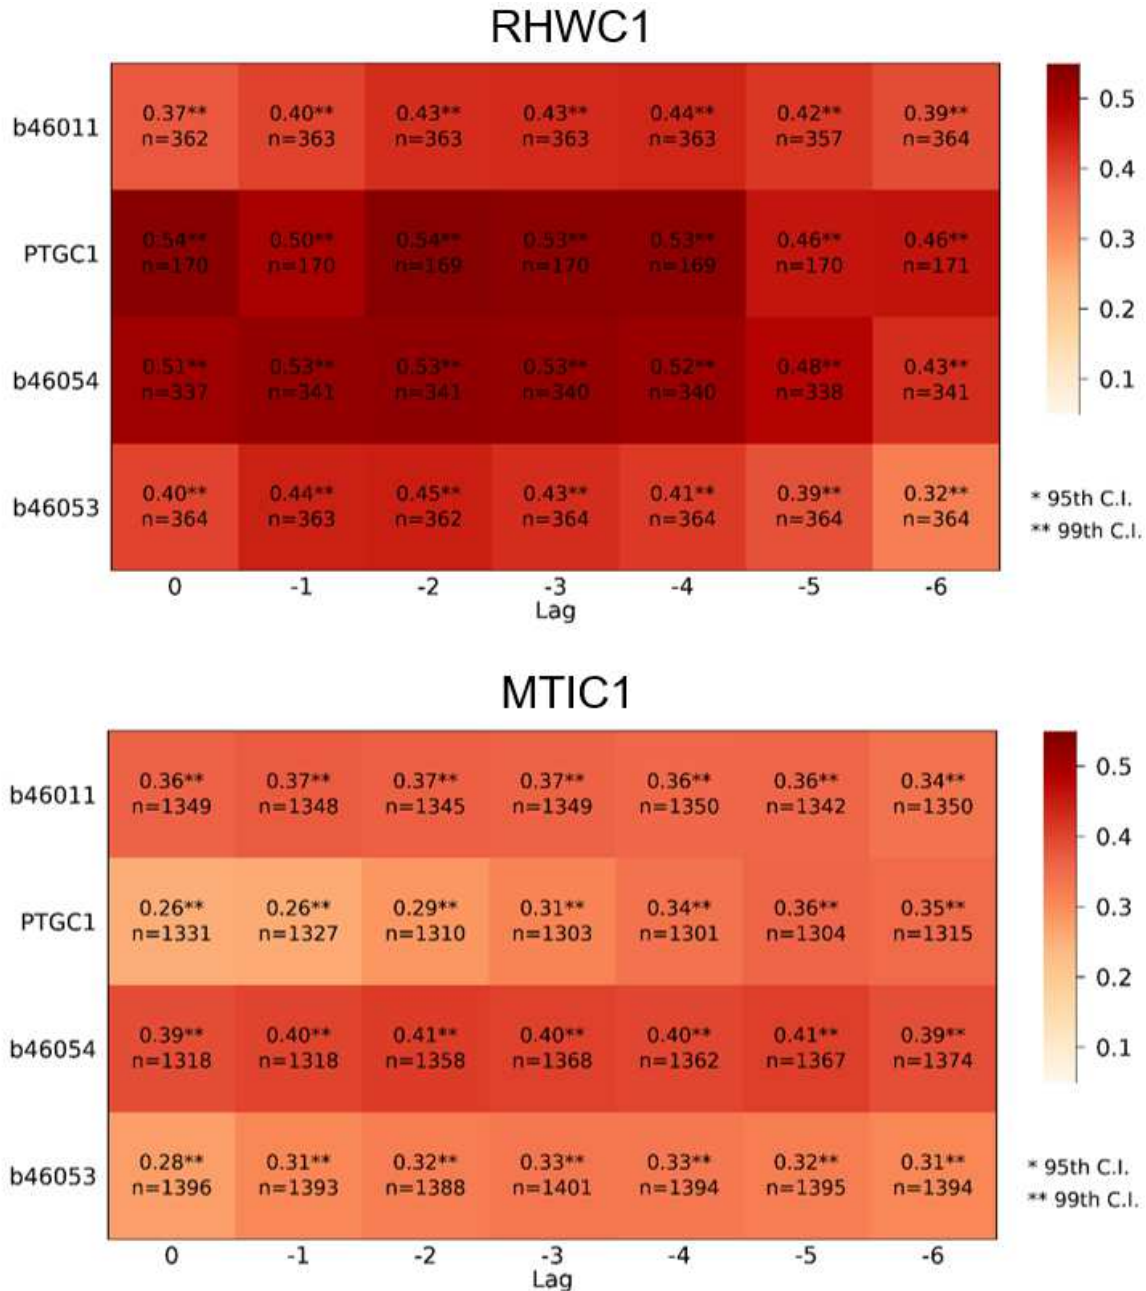 RHWC1
b46011 0.37** 0.40** 0.43** 0.43** 0.44** 0.42** 0.39**
n=362 n=363 n=363 n=363 n=363 n=357 n=364
PTGC1 0.54** 0.50** 0.54** 0.53** 0.53** 0.46** 0.46**
n=170 n=170 n=169 n=170 n=169 n=170 n=171
b46054 0.51** 0.53** 0.53** 0.53** 0.52** 0.48** 0.43**
n=337 n=341 n=341 n=340 n=340 n=338 n=341
b46053 0.40** 0.44** 0.45** 0.43** 0.41** 0.39** 0.32**
n=364 n=363 n=362 n=364 n=364 n=364 n=364
0 -1 -2 -3 -4 -5 -6
Lag
0.5
0.4
0.3
0.2
0.1
* 95th C.I.
** 99th C.I.
MTIC1
b46011 0.36** 0.37** 0.37** 0.37** 0.36** 0.36** 0.34**
n=1349 n=1348 n=1345 n=1349 n=1350 n=1342 n=1350
PTGC1 0.26** 0.26** 0.29** 0.31** 0.34** 0.36** 0.35**
n=1331 n=1327 n=1310 n=1303 n=1301 n=1304 n=1315
b46054 0.39** 0.40** 0.41** 0.40** 0.40** 0.41** 0.39**
n=1318 n=1318 n=1358 n=1368 n=1362 n=1367 n=1374
b46053 0.28** 0.31** 0.32** 0.33** 0.33** 0.32** 0.31**
n=1396 n=1393 n=1388 n=1401 n=1394 n=1395 n=1394
0 -1 -2 -3 -4 -5 -6
Lag
0.5
0.4
0.3
0.2
0.1
* 95th C.I.
** 99th C.I.